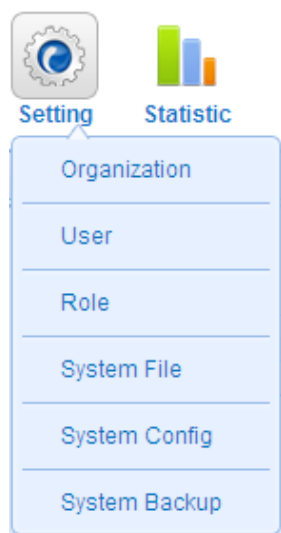 Setting Statistic
Organization
User
Role
System File
System Config
System Backup